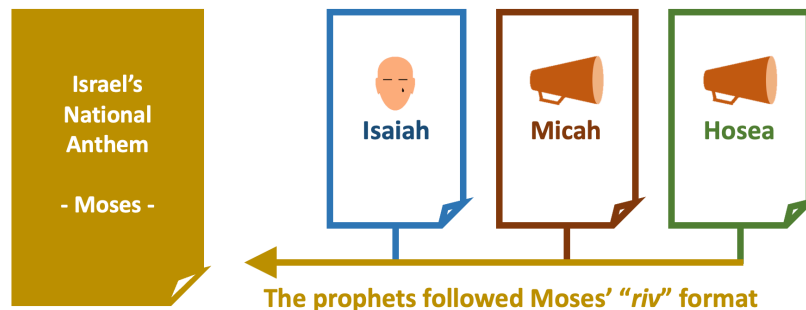 Israel's
National
Anthem
- Moses -
Isaiah
Micah
Hosea
The prophets followed Moses' “riv” format